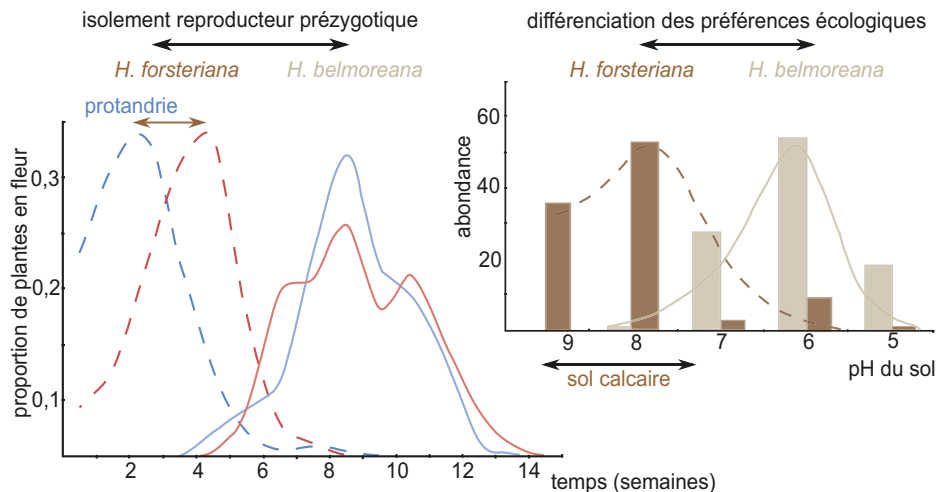 isolement reproducteur prézygotique
H. forsteriana H. belmoreana
protandrie
proportion de plantes en fleur
0,3
0,2
0,1
2 4 6 8 10 12 14
temps (semaines)
différenciation des préférences écologiques
H. forsteriana H. belmoreana
abondance
60
40
20
9 8 7 6 5
sol calcaire
pH du sol